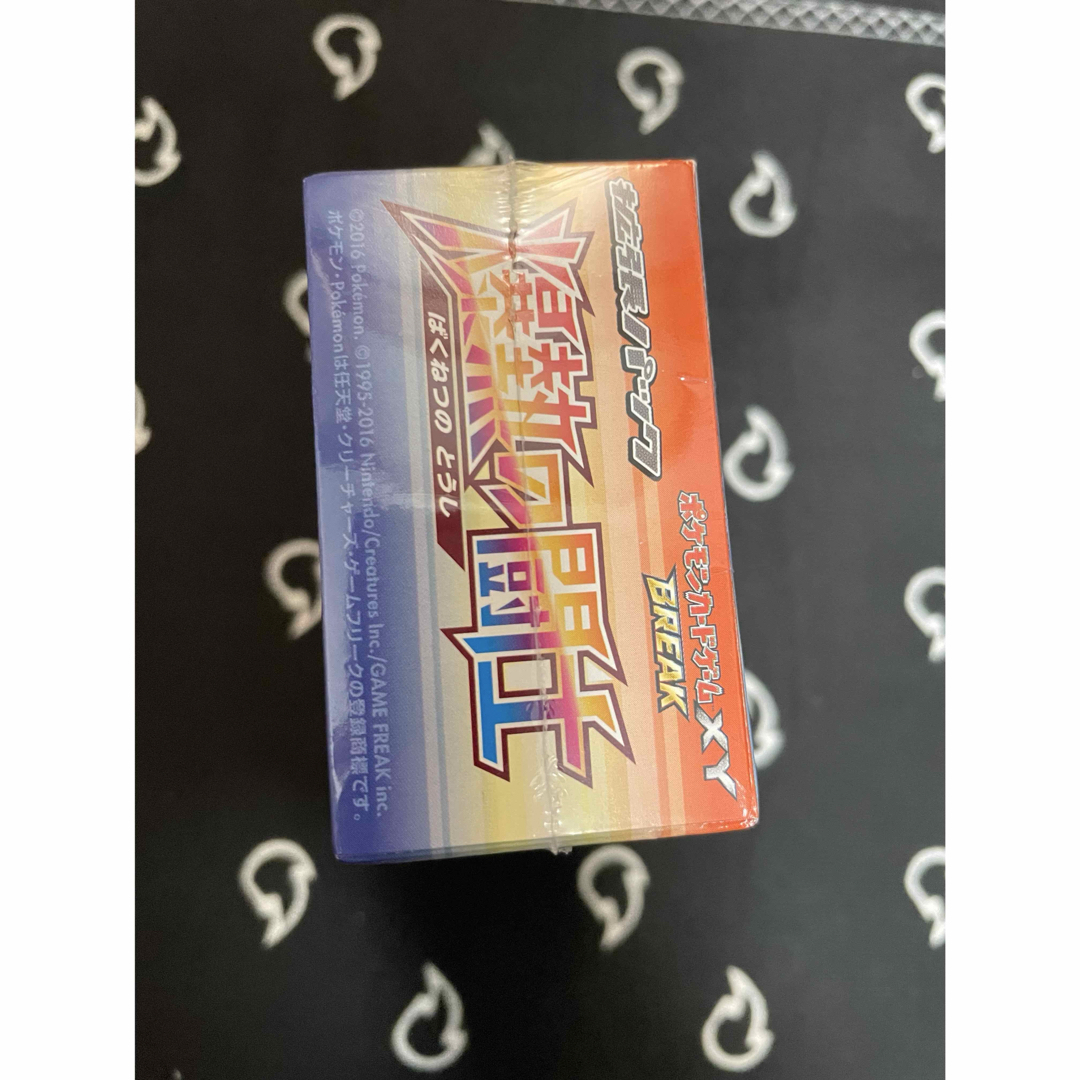 拡張パック
ポケモンカードゲームXY
BREAK
爆熱の闘士
ばくねつの とうし
©2016 Pokémon. ©1995-2016 Nintendo/Creatures Inc./GAME FREAK inc.
ポケモン・Pokémonは任天堂・クリーチャーズ・ゲームフリークの登録商標です。